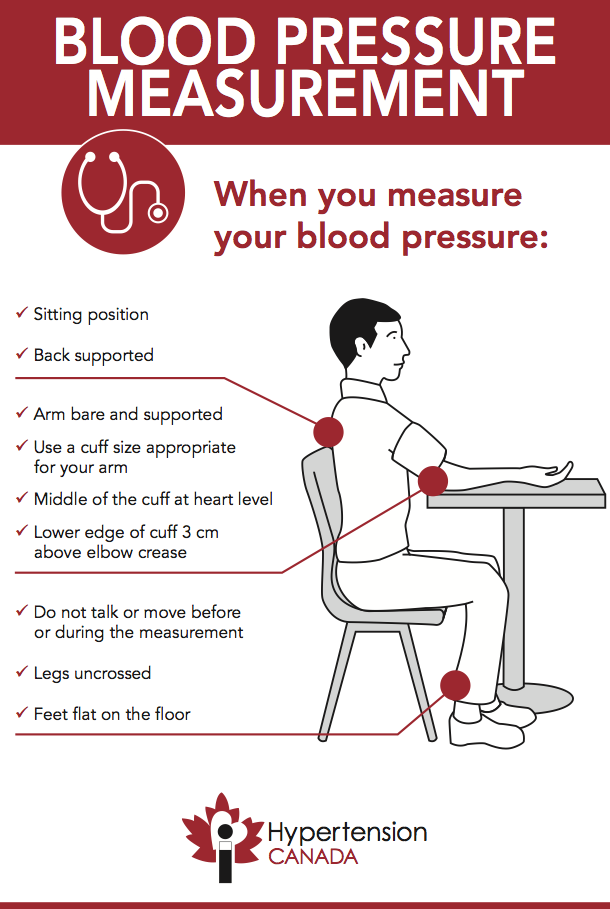 BLOOD PRESSURE
MEASUREMENT
When you measure
your blood pressure:
✓ Sitting position
✓ Back supported
✓ Arm bare and supported
✓ Use a cuff size appropriate
for your arm
✓ Middle of the cuff at heart level
✓ Lower edge of cuff 3 cm
above elbow crease
✓ Do not talk or move before
or during the measurement
✓ Legs uncrossed
✓ Feet flat on the floor
Hypertension
CANADA